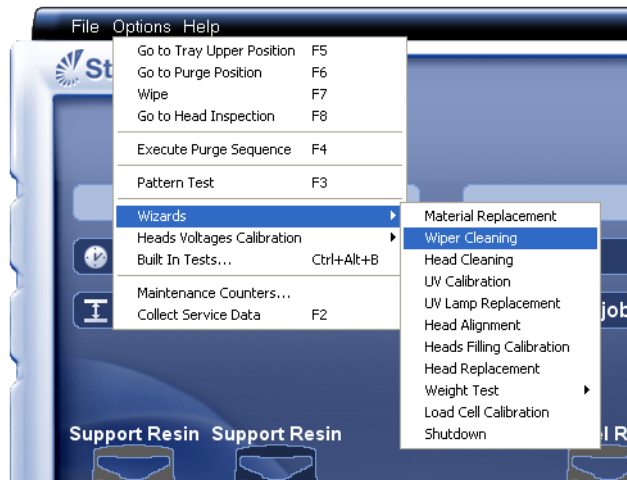 File Options Help
St
Go to Tray Upper Position F5
Go to Purge Position F6
Wipe F7
Go to Head Inspection F8
Execute Purge Sequence F4
Pattern Test F3
Wizards
Heads Voltages Calibration
Built In Tests... Ctrl+Alt+B
Maintenance Counters...
Collect Service Data F2
Material Replacement
Wiper Cleaning
Head Cleaning
UV Calibration
UV Lamp Replacement
Head Alignment
Heads Filling Calibration
Head Replacement
Weight Test
Load Cell Calibration
Shutdown
job
Support Resin Support Resin
l R